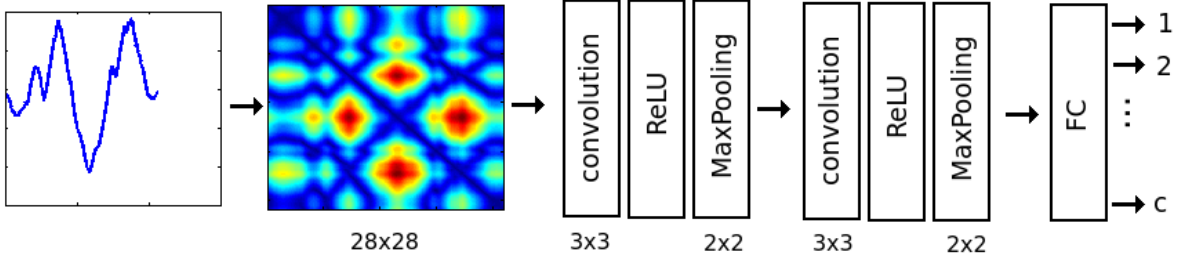 convolution
ReLU
MaxPooling
convolution
ReLU
MaxPooling
FC
1
2
...
c
28x28
3x3
2x2
3x3
2x2